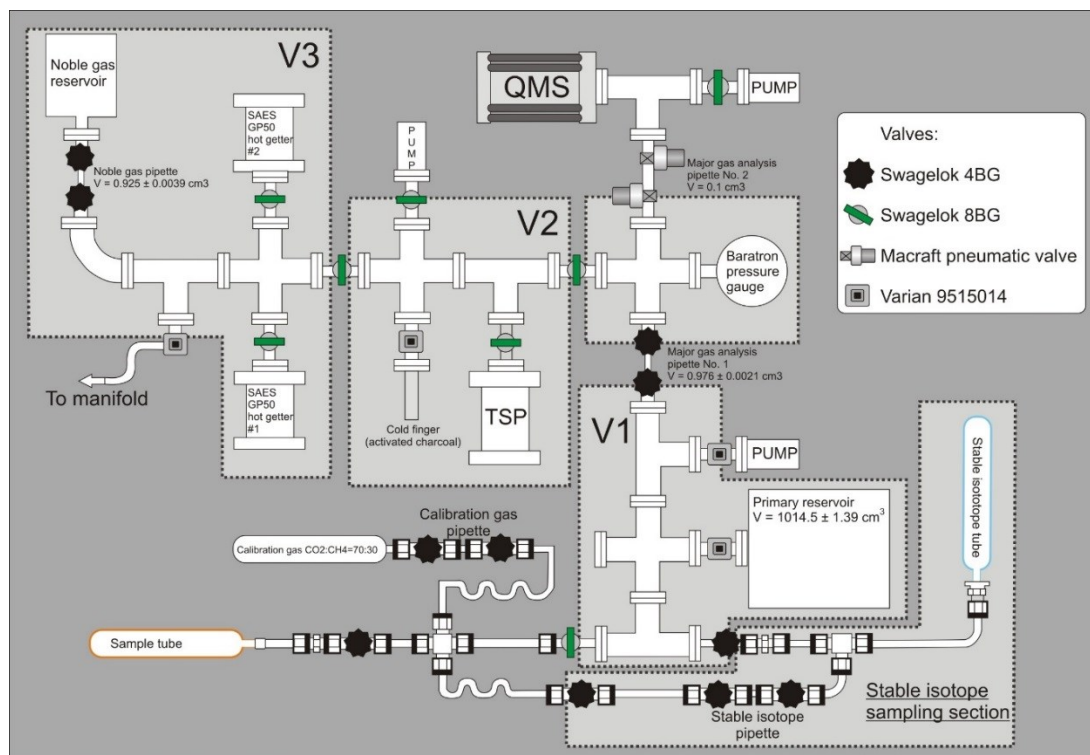 Noble gas
reservoir
V3
SAES
GP50
hot getter
#2
Noble gas pipette
V = 0.925 ± 0.0039 cm3
To manifold
SAES
GP50
hot getter
#1
PUMP
V2
Cold finger
(activated charcoal)
TSP
QMS
PUMP
Major gas analysis
pipette No. 2
V = 0.1 cm3
Baratron
pressure
gauge
Major gas analysis
pipette No. 1
V = 0.976 ± 0.0021 cm3
Valves:
Swagelok 4BG
Swagelok 8BG
Macraft pneumatic valve
Varian 9515014
V1
PUMP
Primary reservoir
V = 1014.5 ± 1.39 cm³
Stable isototope tube
Calibration gas
pipette
Calibration gas CO2:CH4=70:30
Sample tube
Stable isotope
pipette
Stable isotope
sampling section